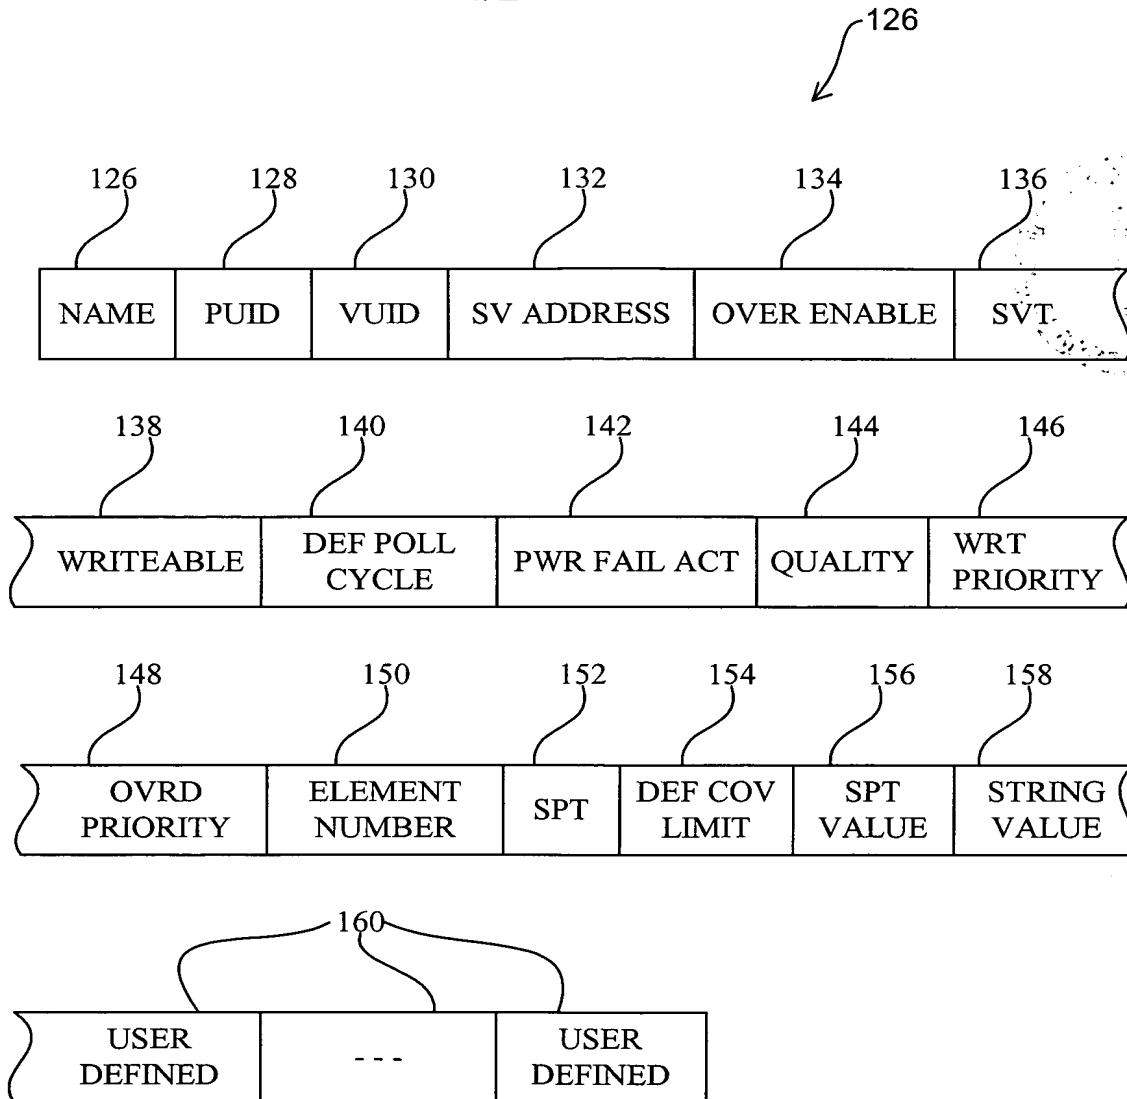 126
126 128 130 132 134 136
NAME PUID VUID SV ADDRESS OVER ENABLE SVT
138 140 142 144 146
WRITEABLE DEF POLL CYCLE PWR FAIL ACT QUALITY WRT PRIORITY
148 150 152 154 156 158
OVRD PRIORITY ELEMENT NUMBER SPT DEF COV LIMIT SPT VALUE STRING VALUE
160
USER DEFINED - - - USER DEFINED